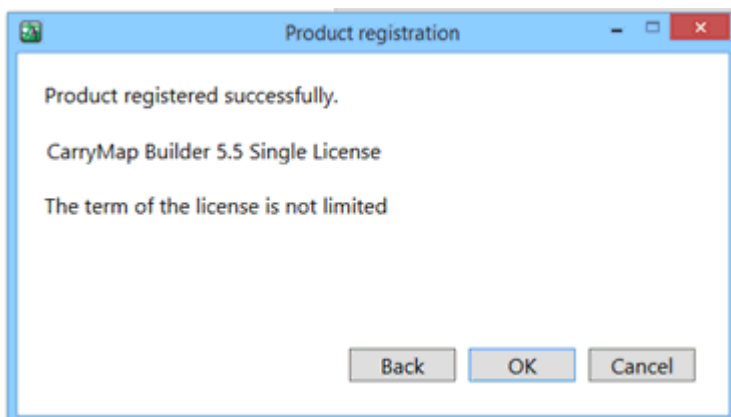 Product registration
Product registered successfully.
CarryMap Builder 5.5 Single License
The term of the license is not limited
Back OK Cancel